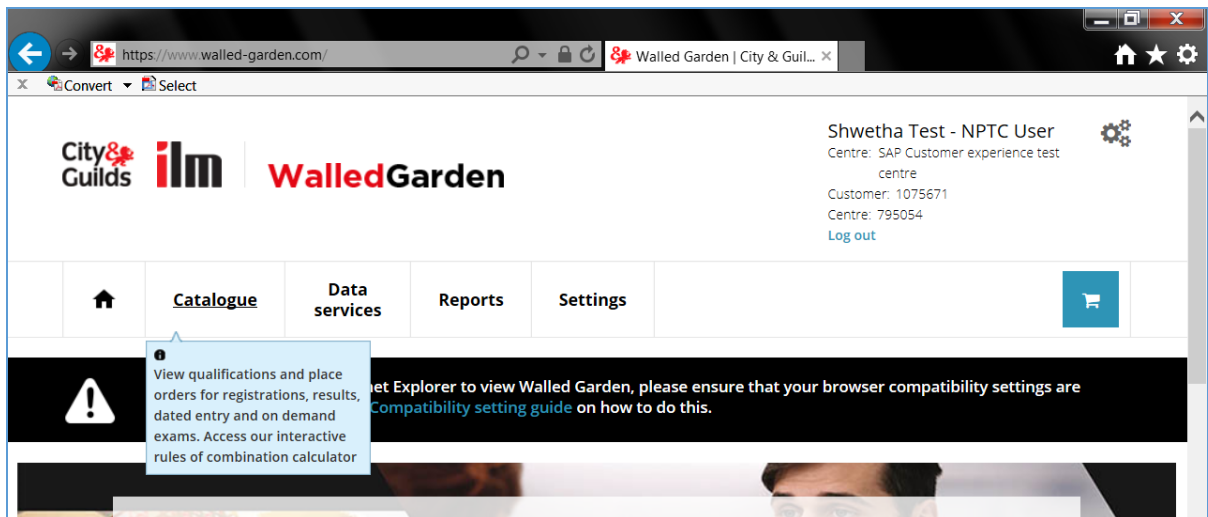 https://www.walled-garden.com/
Walled Garden | City & Guil...
Convert
Select
City&
Guilds
ilm
WalledGarden
Shwetha Test - NPTC User
Centre: SAP Customer experience test
centre
Customer: 1075671
Centre: 795054
Log out
Catalogue
Data
services
Reports
Settings
View qualifications and place
orders for registrations, results,
dated entry and on demand
exams. Access our interactive
rules of combination calculator
net Explorer to view Walled Garden, please ensure that your browser compatibility settings are
Compatibility setting guide on how to do this.